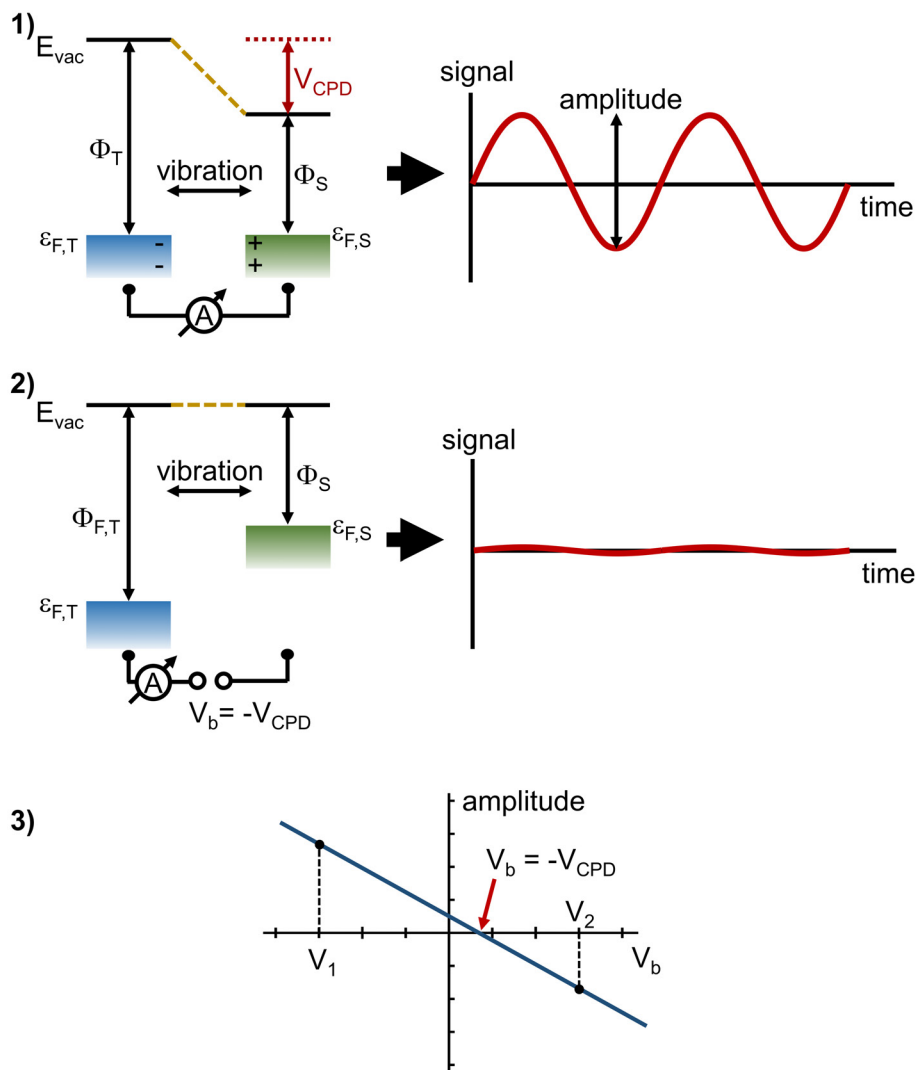 1)
E_vac
V_CPD
Φ_T
vibration
Φ_S
ε_F,T
- +
- +
ε_F,S
A
signal
amplitude
time
2)
E_vac
vibration
Φ_S
Φ_F,T
ε_F,S
ε_F,T
A
V_b = -V_CPD
signal
time
3)
amplitude
V_b = -V_CPD
V_2
V_1
V_b